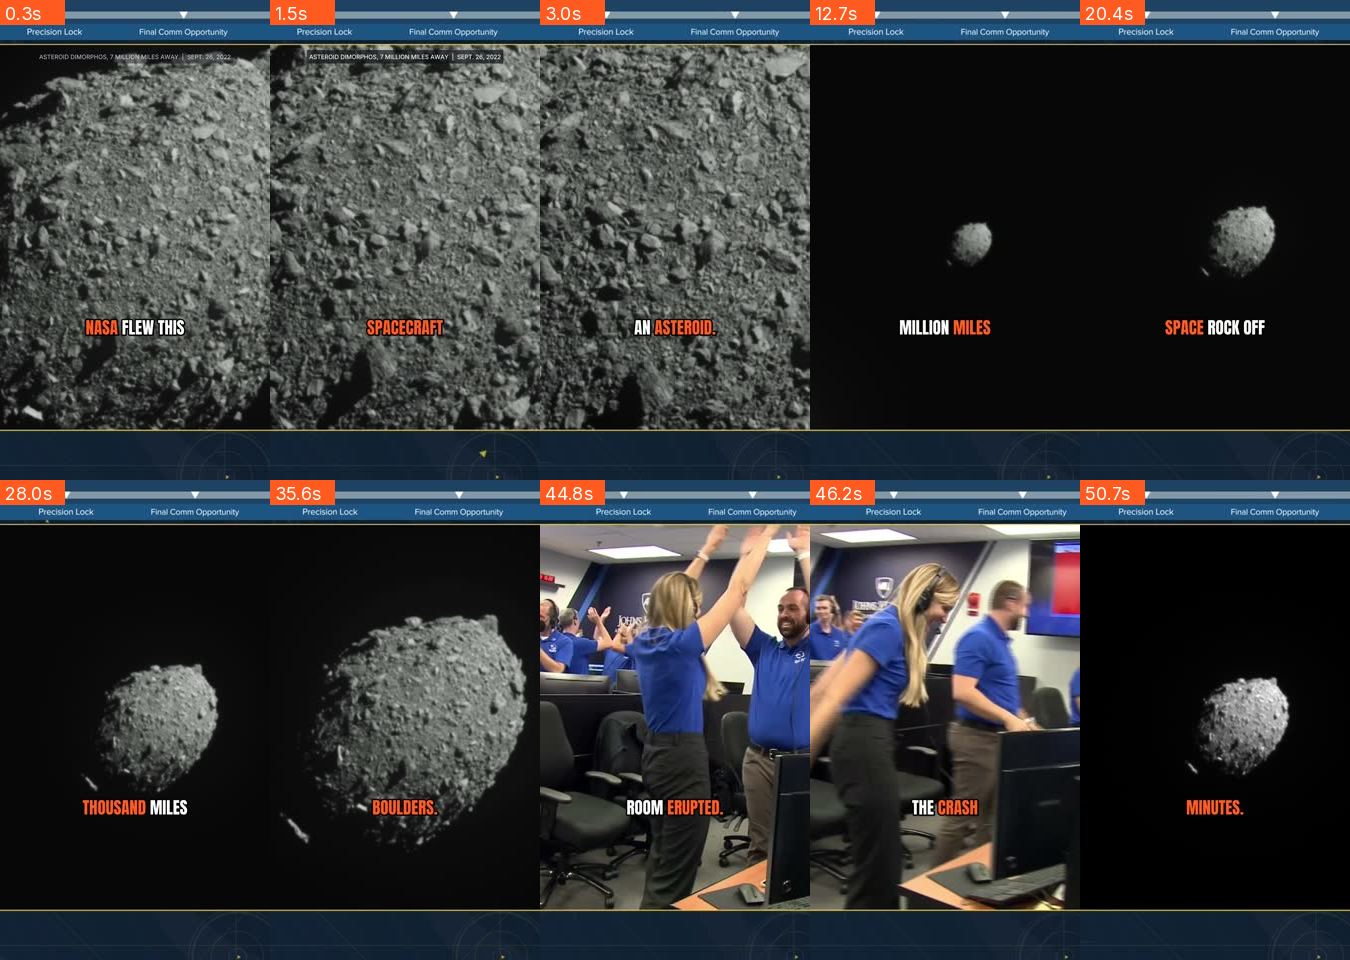 0.3s
Precision Lock Final Comm Opportunity
ASTEROID DIMORPHOS, 7 MILLION MILES AWAY | SEPT. 26, 2022
NASA FLEW THIS
1.5s
Precision Lock Final Comm Opportunity
ASTEROID DIMORPHOS, 7 MILLION MILES AWAY | SEPT. 26, 2022
SPACECRAFT
3.0s
Precision Lock Final Comm Opportunity
AN ASTEROID.
12.7s
Precision Lock Final Comm Opportunity
MILLION MILES
20.4s
Precision Lock Final Comm Opportunity
SPACE ROCK OFF
28.0s
Precision Lock Final Comm Opportunity
THOUSAND MILES
35.6s
Precision Lock Final Comm Opportunity
BOULDERS.
44.8s
Precision Lock Final Comm Opportunity
JOHNS
ROOM ERUPTED.
46.2s
Precision Lock Final Comm Opportunity
THE CRASH
50.7s
Precision Lock Final Comm Opportunity
MINUTES.